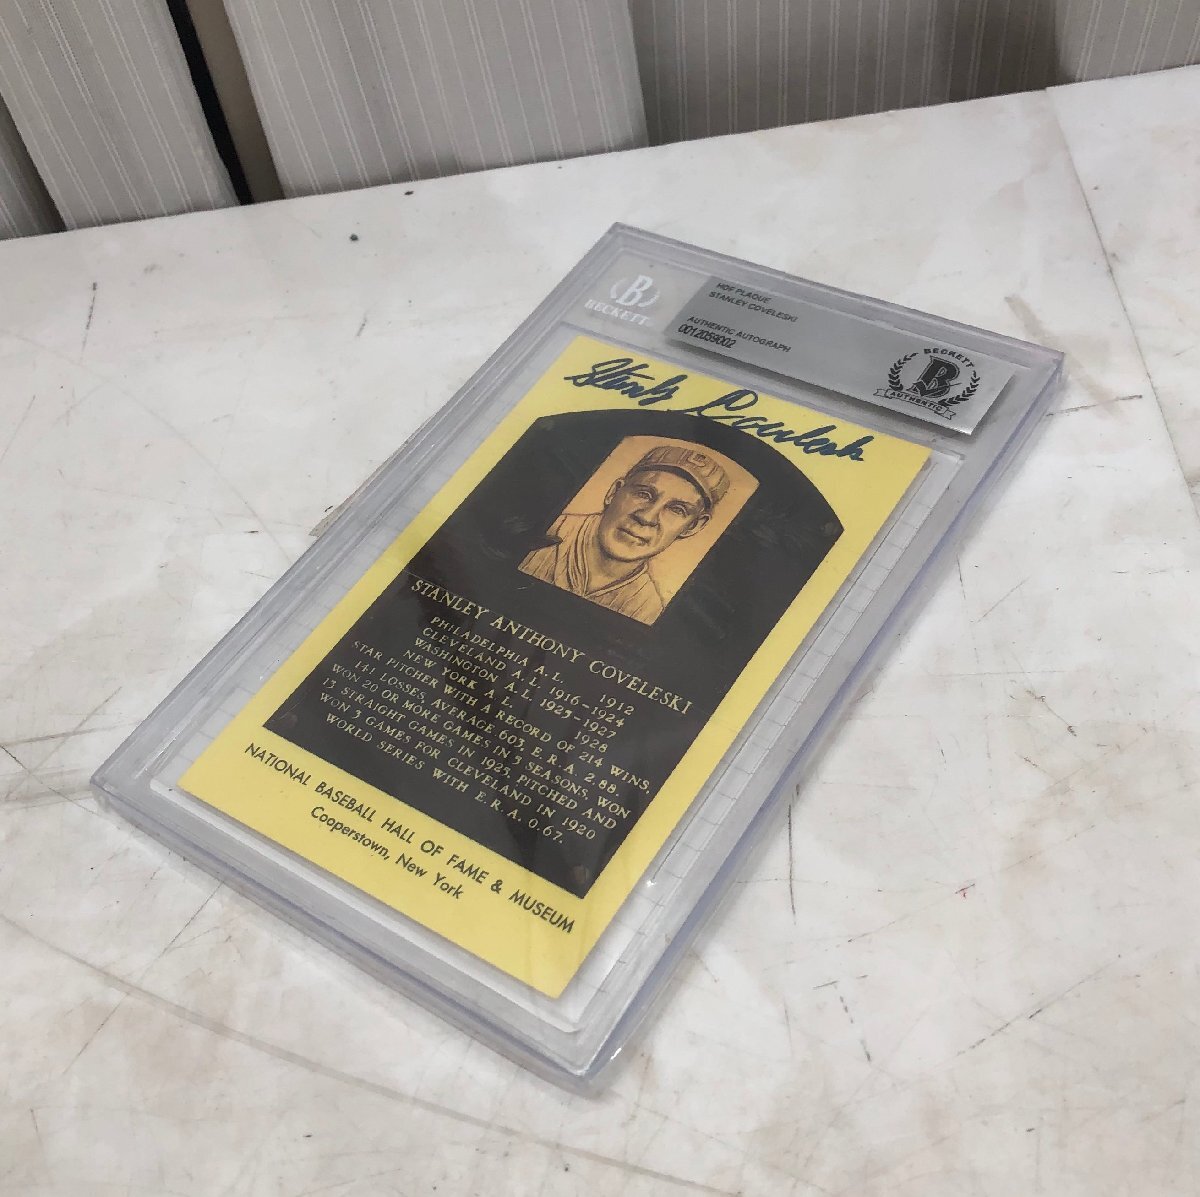 B
BECKETT
HOF PLAQUE
STANLEY COVELESKI
AUTHENTIC AUTOGRAPH
0012059002
BECKETT
B
AUTHENTIC
Stanley Coveleski
STANLEY ANTHONY COVELESKI
PHILADELPHIA A.L. 1912
CLEVELAND A.L. 1916-1924
WASHINGTON A.L. 1925-1927
NEW YORK A.L. 1928
STAR PITCHER WITH A RECORD OF 214 WINS,
141 LOSSES, AVERAGE 603, E.R.A. 2.88.
WON 20 OR MORE GAMES IN 5 SEASONS. WON
13 STRAIGHT GAMES IN 1925. PITCHED AND
WON 3 GAMES FOR CLEVELAND IN 1920
WORLD SERIES WITH E.R.A. 0.67.
NATIONAL BASEBALL HALL OF FAME & MUSEUM
Cooperstown, New York